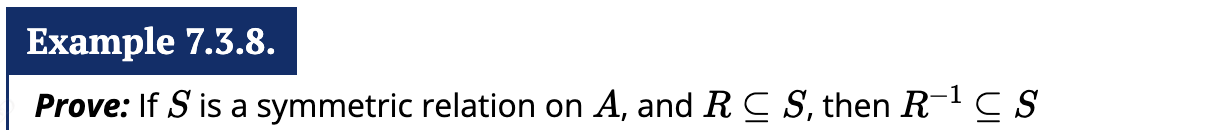 Example 7.3.8.
Prove: If S is a symmetric relation on A, and R ⊆ S, then R⁻¹ ⊆ S